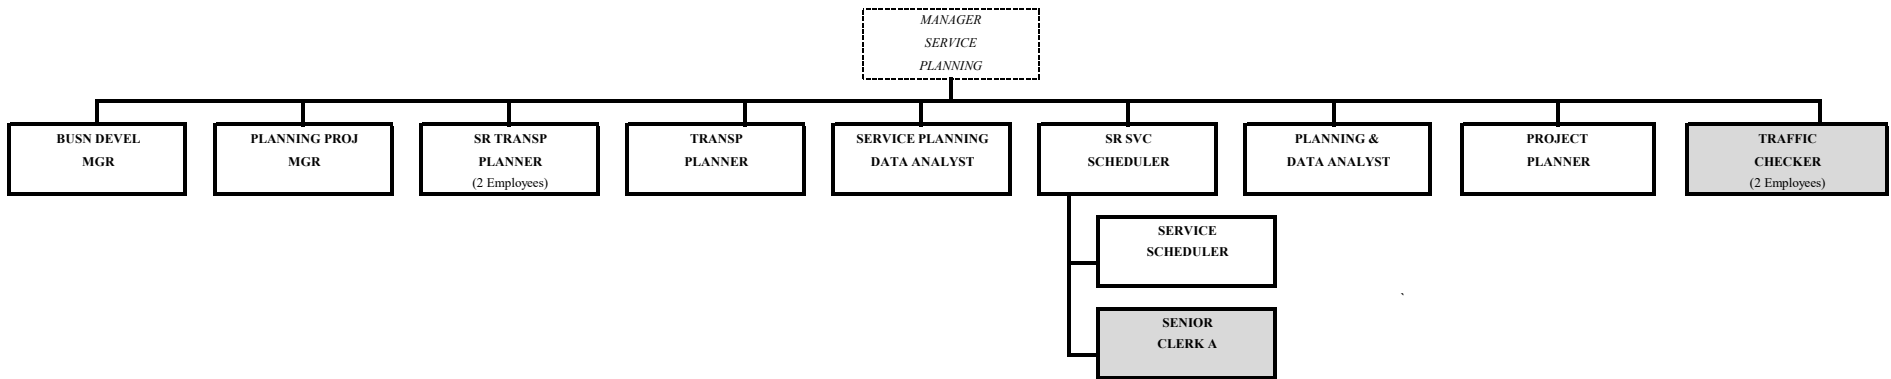 MANAGER
SERVICE
PLANNING
BUSN DEVEL
MGR
PLANNING PROJ
MGR
SR TRANSP
PLANNER
(2 Employees)
TRANSP
PLANNER
SERVICE PLANNING
DATA ANALYST
SR SVC
SCHEDULER
PLANNING &
DATA ANALYST
PROJECT
PLANNER
TRAFFIC
CHECKER
(2 Employees)
SERVICE
SCHEDULER
`
SENIOR
CLERK A